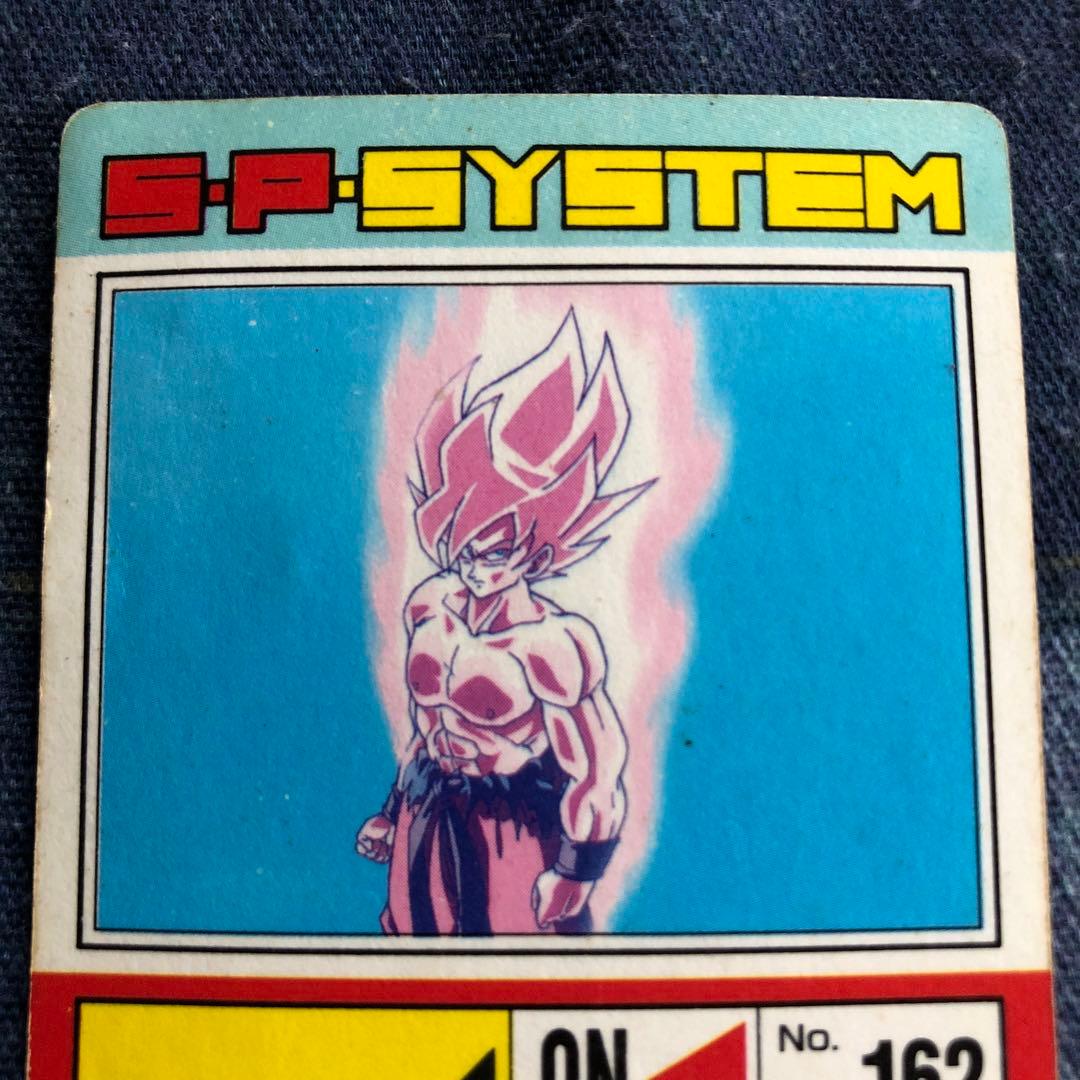 S·P·SYSTEM
ON
No. 162